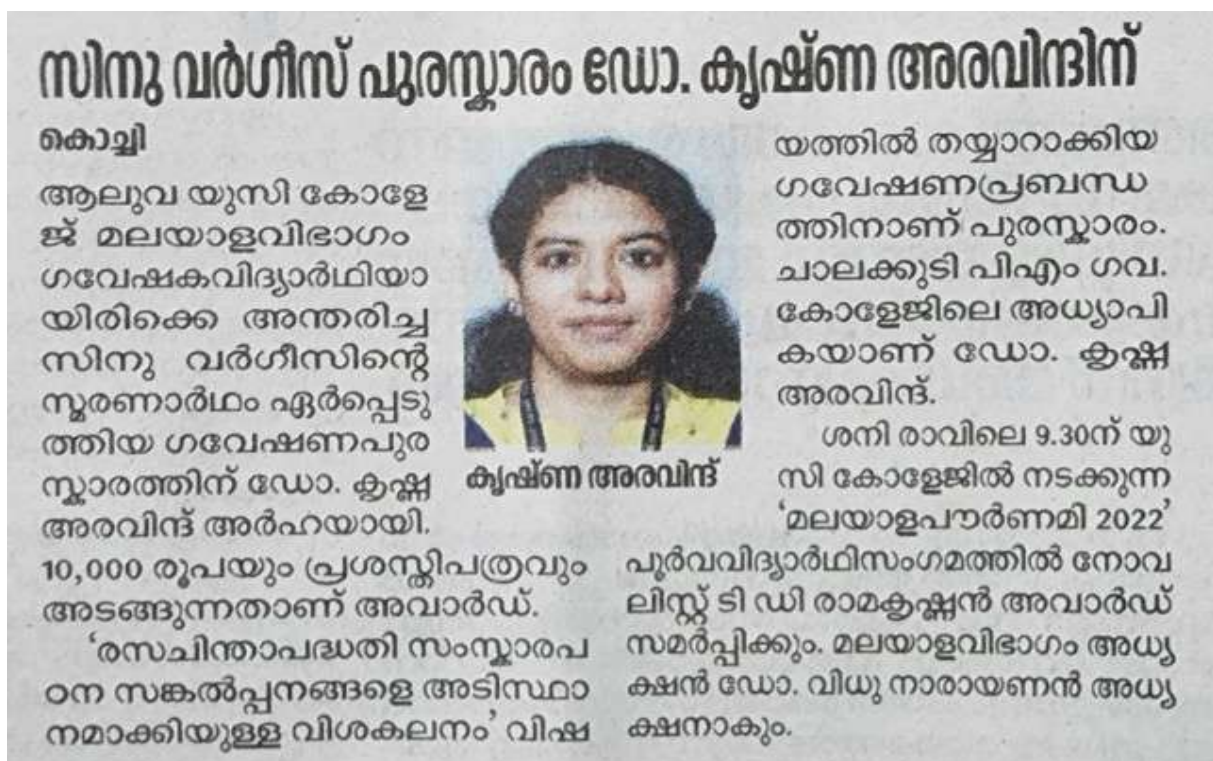 സിനു വർഗീസ് പുരസ്കാരം ഡോ. കൃഷ്ണ അരവിന്ദിന്
കൊച്ചി
ആലുവ യുസി കോളേ
ജ് മലയാളവിഭാഗം
ഗവേഷകവിദ്യാർഥിയാ
യിരിക്കെ അന്തരിച്ച
സിനു വർഗീസിന്റെ
സ്മരണാർഥം ഏർപ്പെടു
ത്തിയ ഗവേഷണപുര
സ്കാരത്തിന് ഡോ. കൃഷ്ണ
അരവിന്ദ് അർഹയായി.
10,000 രൂപയും പ്രശസ്തിപത്രവും
അടങ്ങുന്നതാണ് അവാർഡ്.
‘രസചിന്താപദ്ധതി സംസ്കാരപ
ഠന സങ്കൽപ്പനങ്ങളെ അടിസ്ഥാ
നമാക്കിയുള്ള വിശകലനം’ വിഷ
കൃഷ്ണ അരവിന്ദ്
യത്തിൽ തയ്യാറാക്കിയ
ഗവേഷണപ്രബന്ധ
ത്തിനാണ് പുരസ്കാരം.
ചാലക്കുടി പിഎം ഗവ.
കോളേജിലെ അധ്യാപി
കയാണ് ഡോ. കൃഷ്ണ
അരവിന്ദ്.
ശനി രാവിലെ 9.30ന് യു
സി കോളേജിൽ നടക്കുന്ന
‘മലയാളപൗർണമി 2022’
പൂർവവിദ്യാർഥിസംഗമത്തിൽ നോവ
ലിസ്റ്റ് ടി ഡി രാമകൃഷ്ണൻ അവാർഡ്
സമർപ്പിക്കും. മലയാളവിഭാഗം അധ്യ
ക്ഷൻ ഡോ. വിധു നാരായണൻ അധ്യ
ക്ഷനാകും.